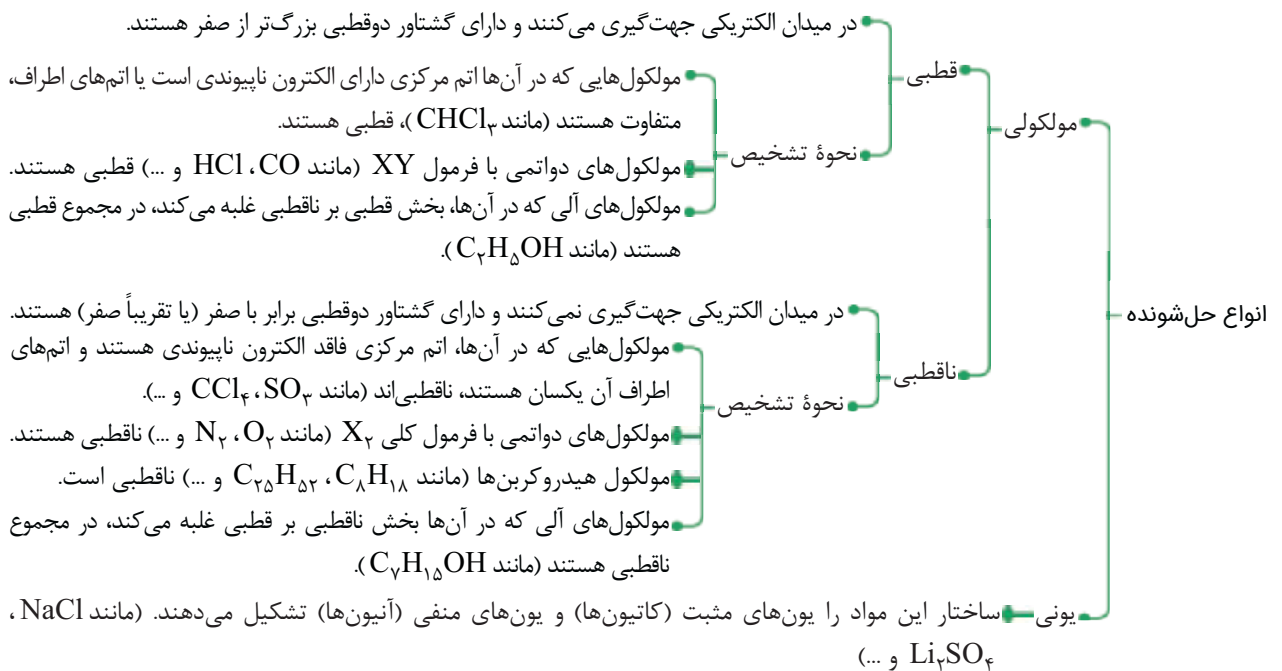 انواع حل‌شونده
مولکولی
قطبی
در میدان الکتریکی جهت‌گیری می‌کنند و دارای گشتاور دوقطبی بزرگ‌تر از صفر هستند.
نحوهٔ تشخیص
مولکول‌هایی که در آن‌ها اتم مرکزی دارای الکترون ناپیوندی است یا اتم‌های اطراف،
متفاوت هستند (مانند CHCl۳)، قطبی هستند.
مولکول‌های دواتمی با فرمول XY (مانند HCl ،CO و ...) قطبی هستند.
مولکول‌های آلی که در آن‌ها، بخش قطبی بر ناقطبی غلبه می‌کند، در مجموع قطبی
هستند (مانند C۲H۵OH).
ناقطبی
در میدان الکتریکی جهت‌گیری نمی‌کنند و دارای گشتاور دوقطبی برابر با صفر (یا تقریباً صفر) هستند.
نحوهٔ تشخیص
مولکول‌هایی که در آن‌ها، اتم مرکزی فاقد الکترون ناپیوندی هستند و اتم‌های
اطراف آن یکسان هستند، ناقطبی‌اند (مانند CCl۴ ،SO۳ و ...).
مولکول‌های دواتمی با فرمول کلی X۲ (مانند N۲ ،O۲ و ...) ناقطبی هستند.
مولکول هیدروکربن‌ها (مانند C۲۵H۵۲ ،C۸H۱۸ و ...) ناقطبی است.
مولکول‌های آلی که در آن‌ها بخش ناقطبی بر قطبی غلبه می‌کند، در مجموع
ناقطبی هستند (مانند C۷H۱۵OH).
یونی
ساختار این مواد را یون‌های مثبت (کاتیون‌ها) و یون‌های منفی (آنیون‌ها) تشکیل می‌دهند. (مانند NaCl،
Li۲SO۴ و ...)